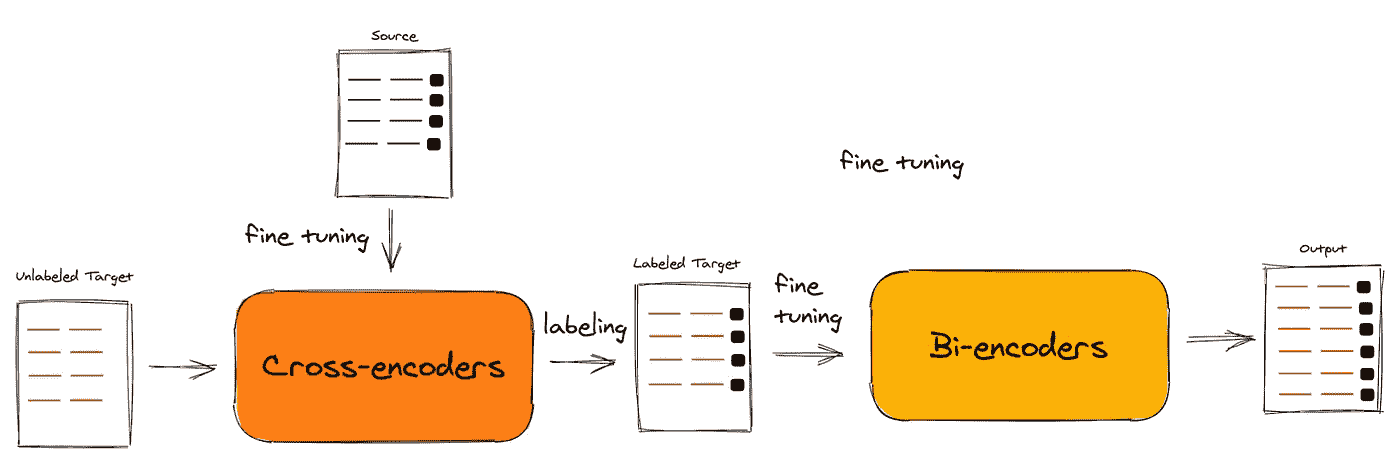 Source
fine tuning
fine tuning
Unlabeled Target
Cross-encoders
labeling
Labeled Target
fine
tuning
Bi-encoders
Output